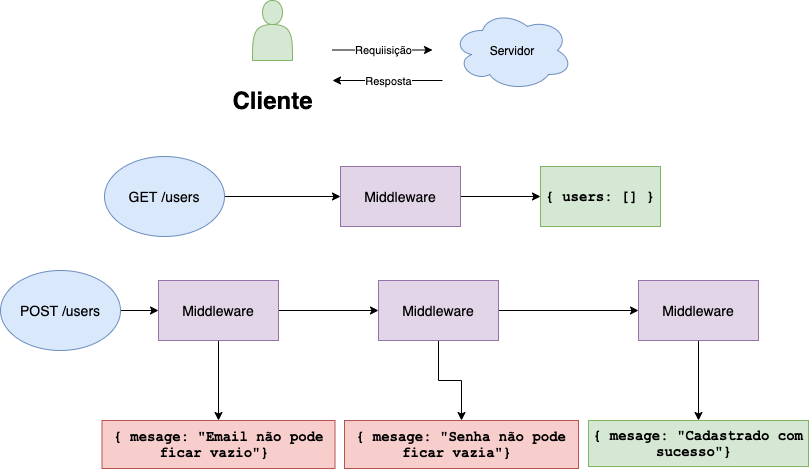 Requiisição
Servidor
Resposta
Cliente
GET /users
Middleware
{ users: [] }
POST /users
Middleware
Middleware
Middleware
{ mesage: "Email não pode
ficar vazio"}
{ mesage: "Senha não pode
ficar vazia"}
{ mesage: "Cadastrado com
sucesso"}